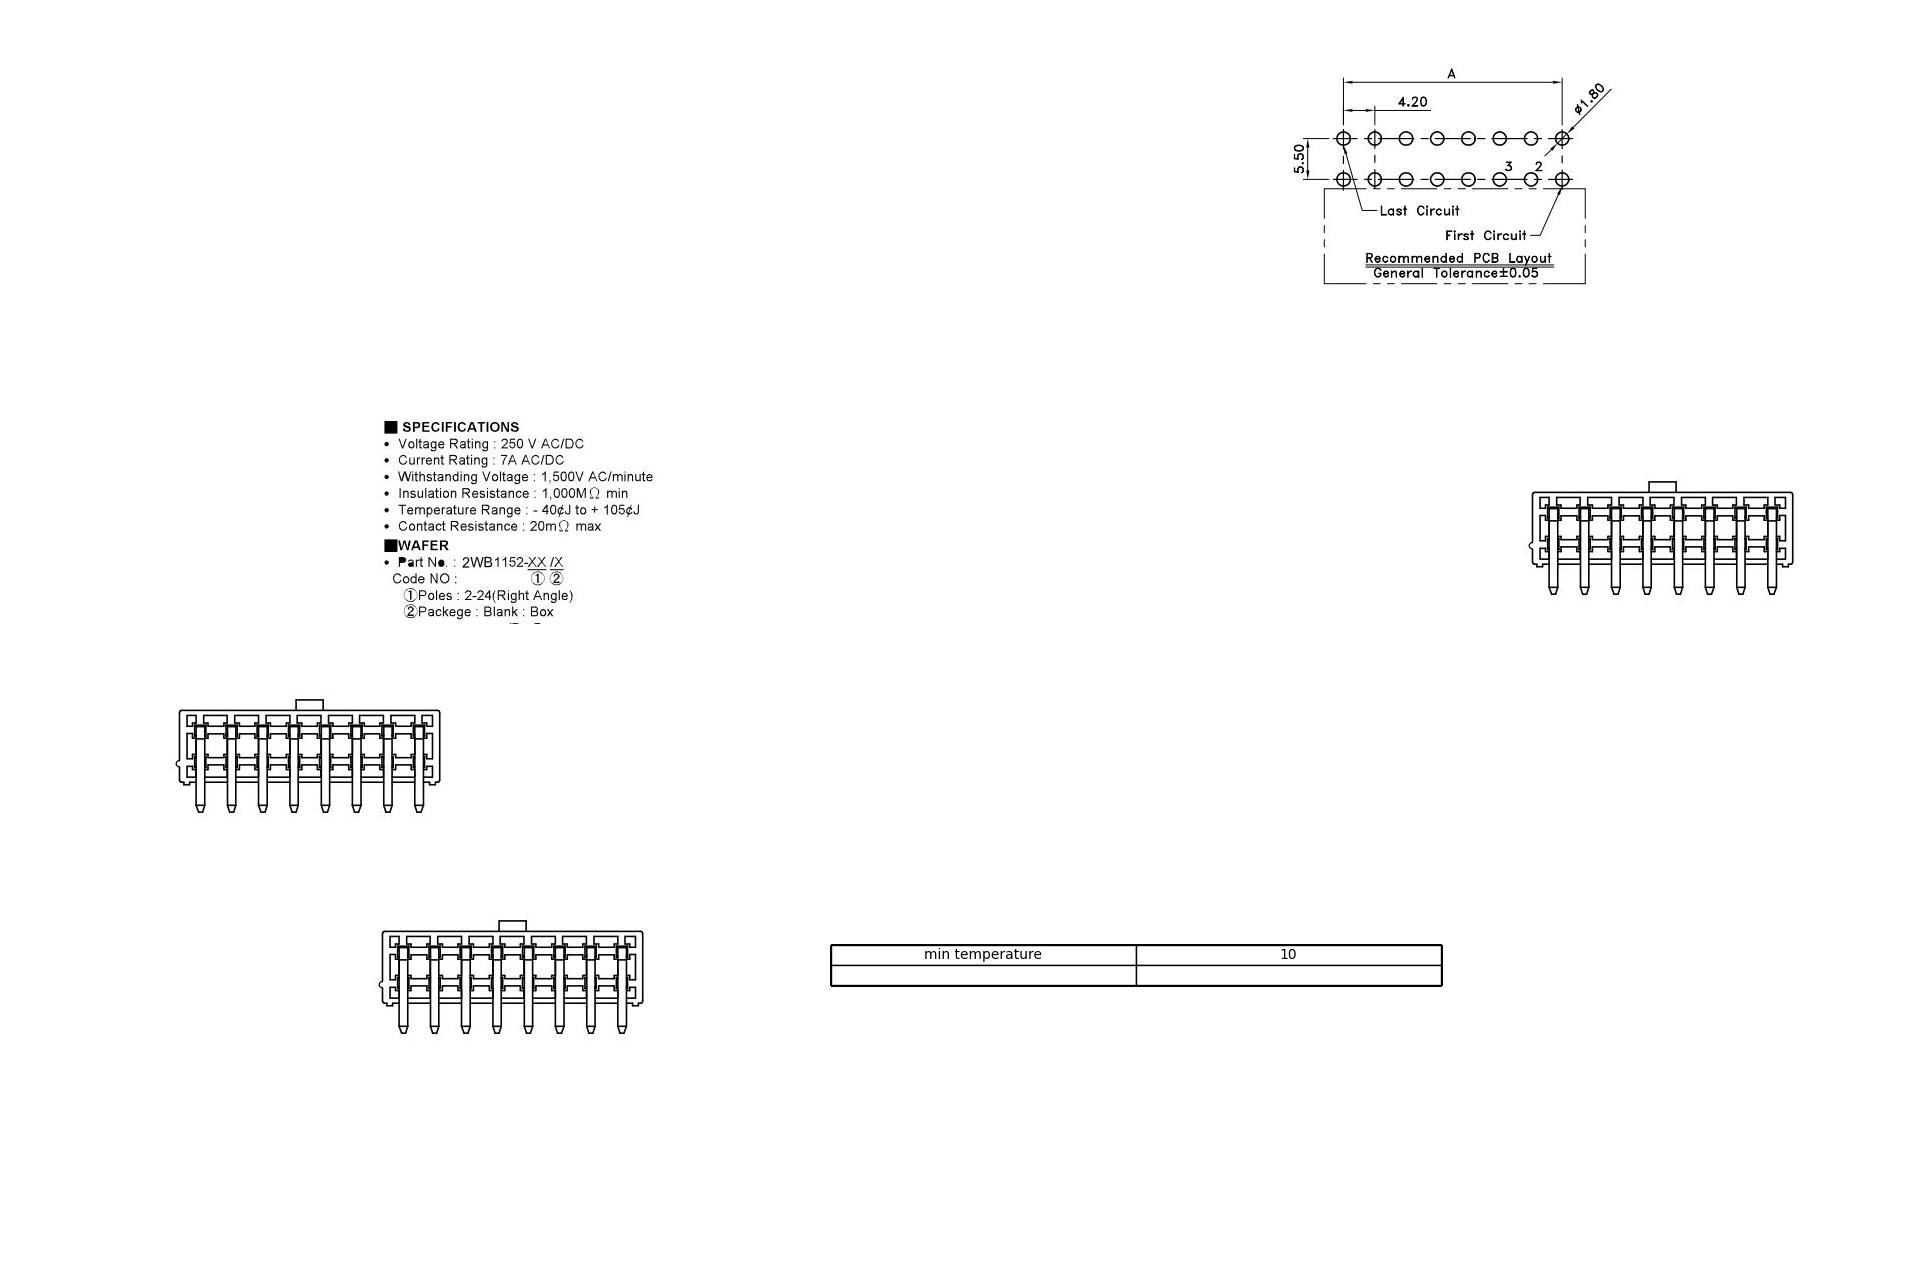 A
4.20
ø1.80
5.50
3 2
Last Circuit
First Circuit
Recommended PCB Layout
General Tolerance±0.05
■ SPECIFICATIONS
• Voltage Rating : 250 V AC/DC
• Current Rating : 7A AC/DC
• Withstanding Voltage : 1,500V AC/minute
• Insulation Resistance : 1,000MΩ min
• Temperature Range : - 40¢J to + 105¢J
• Contact Resistance : 20mΩ max
■WAFER
• Part No. : 2WB1152-XX /X
Code NO : ① ②
①Poles : 2-24(Right Angle)
②Packege : Blank : Box
min temperature 10